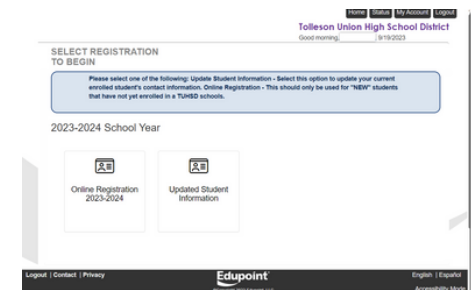 Home Status My Account Logout
Tolleson Union High School District
Good morning, , 9/19/2023
SELECT REGISTRATION
TO BEGIN
Please select one of the following: Update Student Information - Select this option to update your current
enrolled student's contact information. Online Registration - This should only be used for "NEW" students
that have not yet enrolled in a TUHSD schools.
2023-2024 School Year
Online Registration
2023-2024
Updated Student
Information
Logout | Contact | Privacy
Edupoint
English | Español
Accessibility Mode